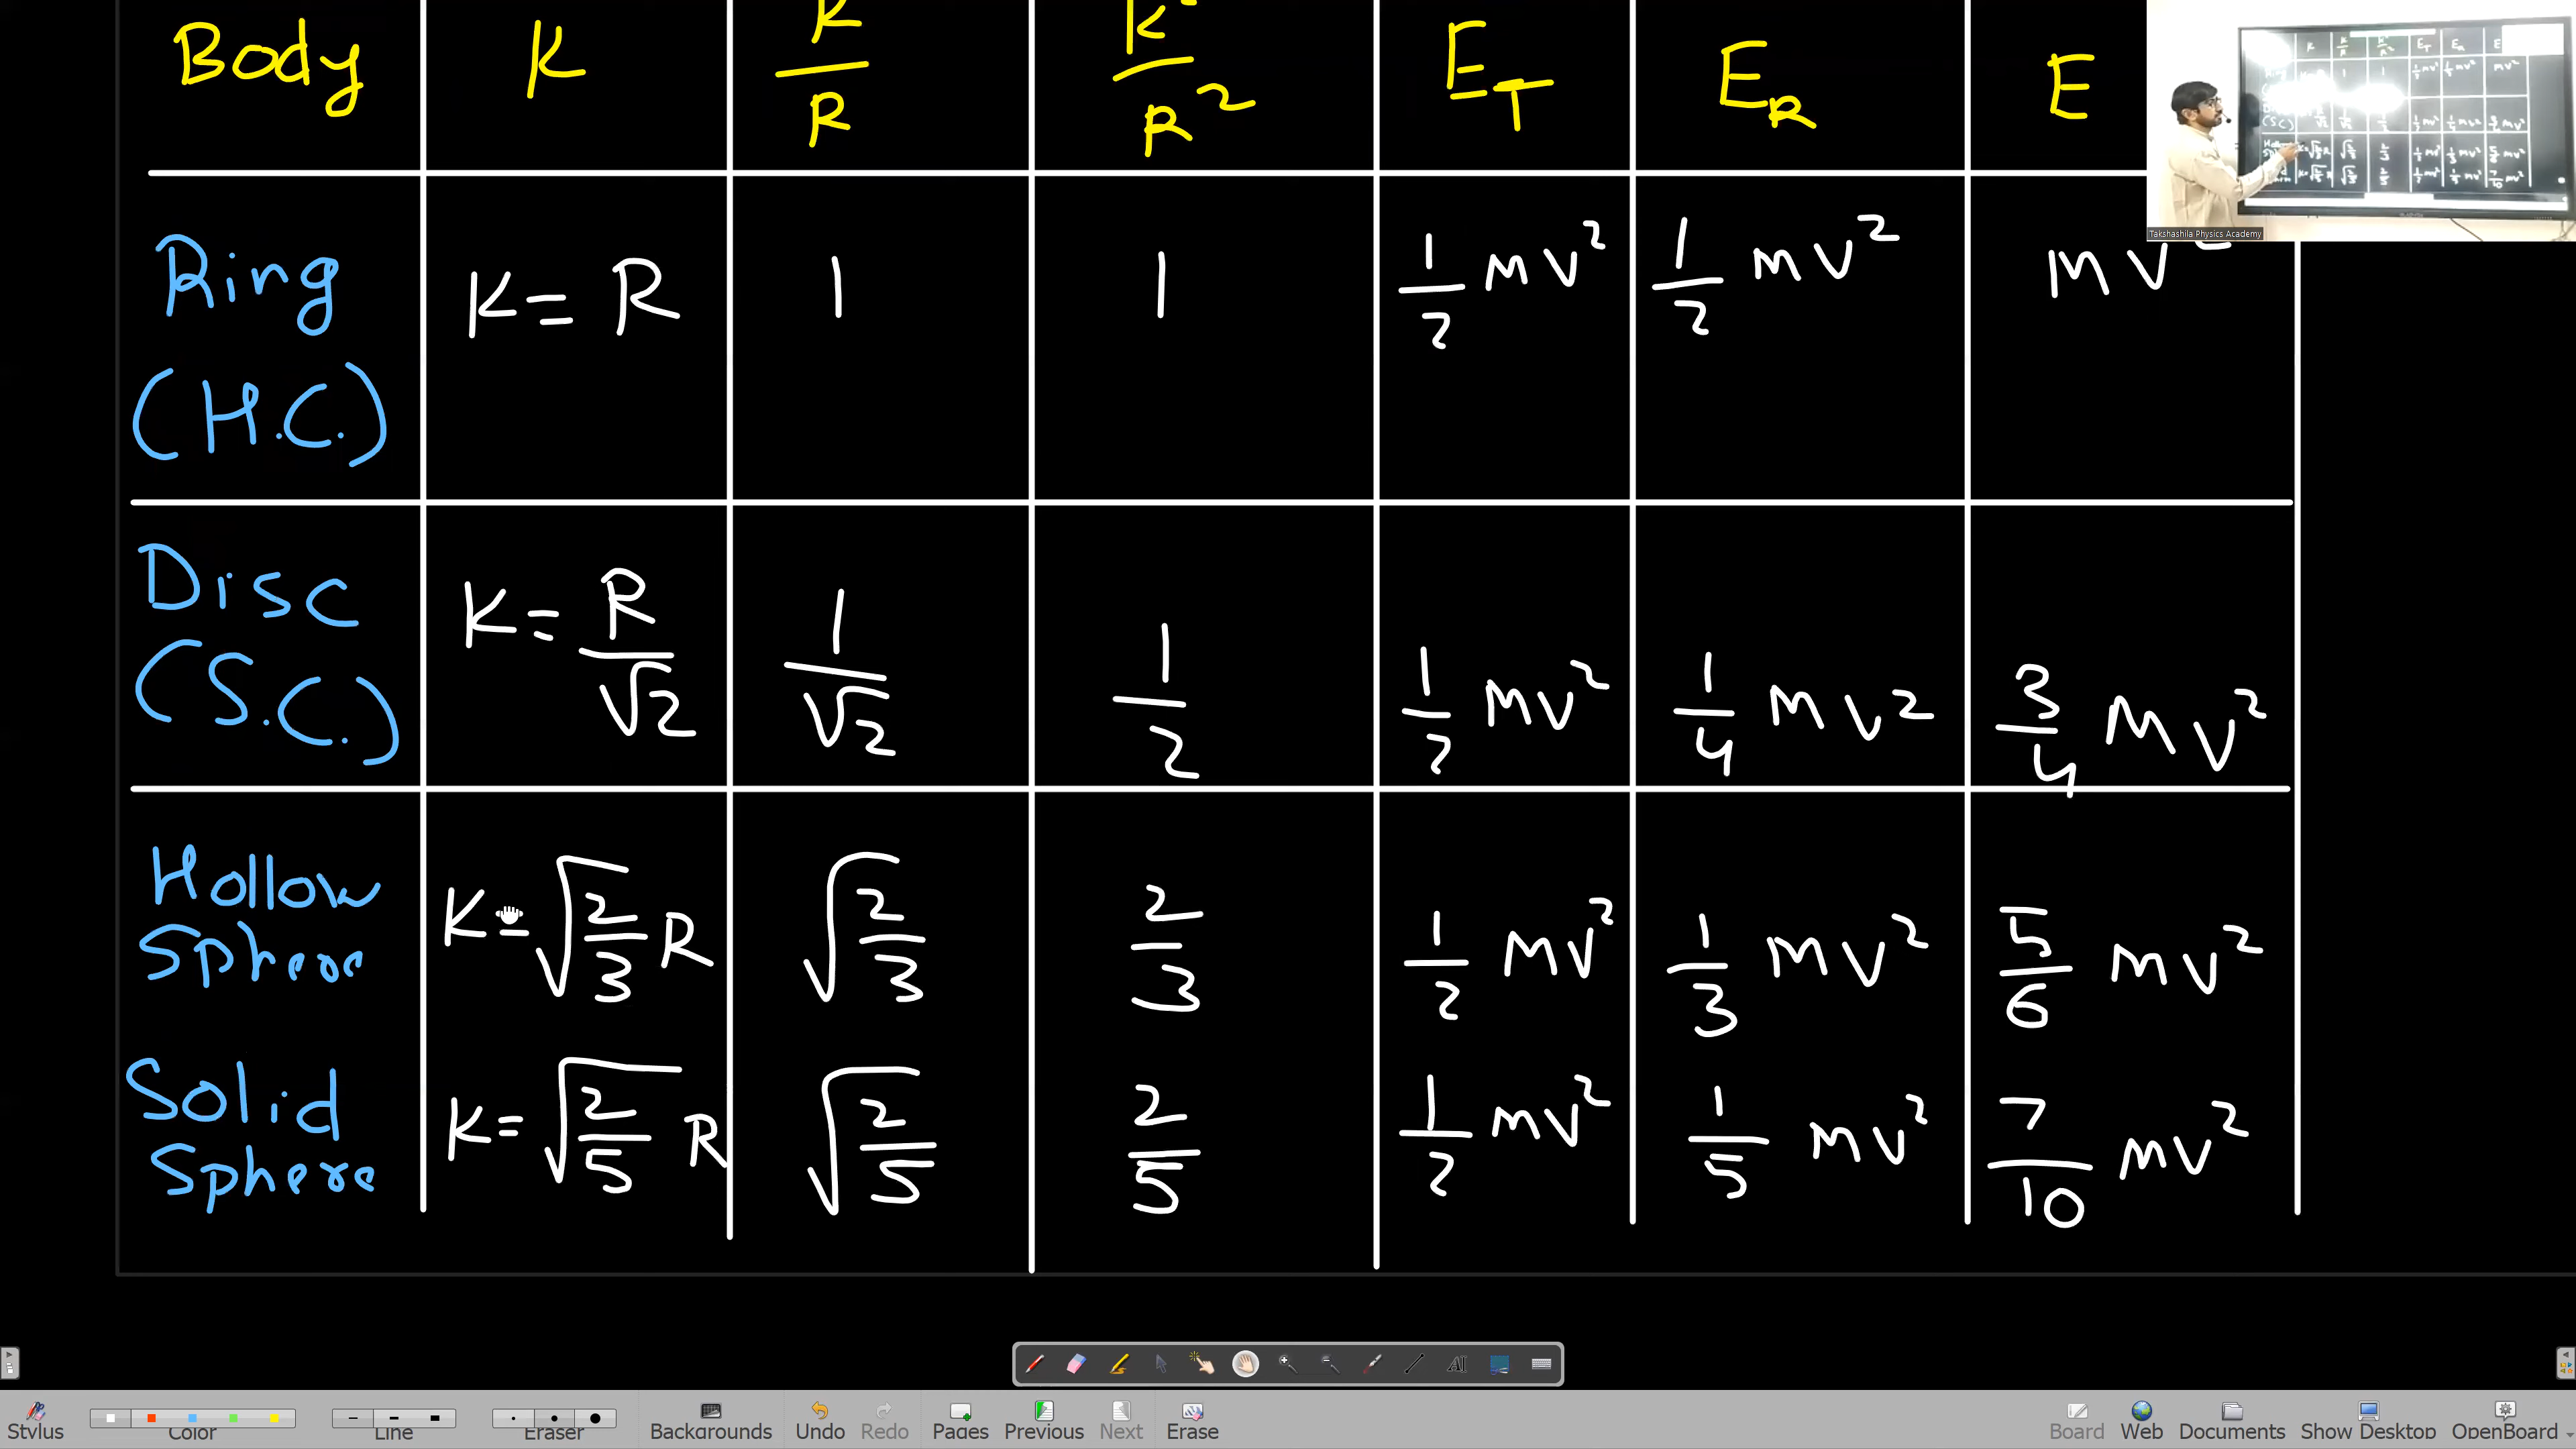 Body K K/R K²/R² E_T E_R E
Ring (H.C.) K = R 1 1 1/2 mv² 1/2 mv² mv²
Disc (S.C.) K = R/√2 1/√2 1/2 1/2 mv² 1/4 mv² 3/4 mv²
Hollow Sphere K = √(2/3) R √(2/3) 2/3 1/2 mv² 1/3 mv² 5/6 mv²
Solid Sphere K = √(2/5) R √(2/5) 2/5 1/2 mv² 1/5 mv² 7/10 mv²
Takshashila Physics Academy
Stylus Color Line Eraser Backgrounds Undo Redo Pages Previous Next Erase Board Web Documents Show Desktop OpenBoard